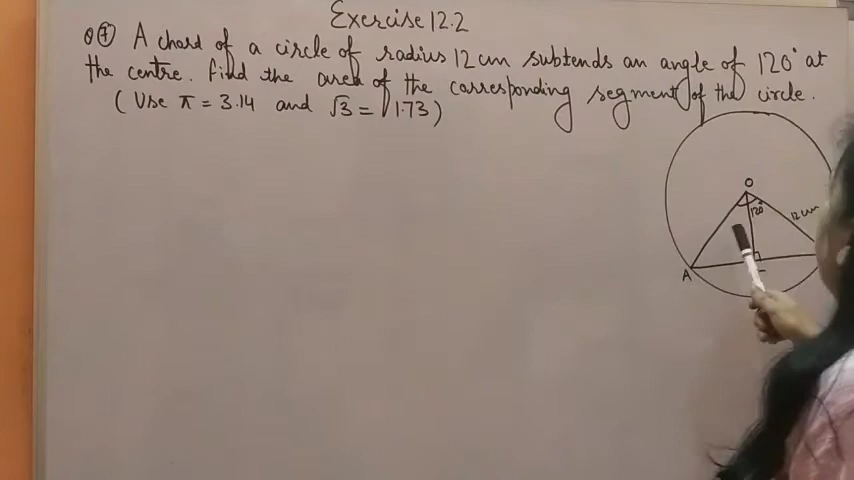 Exercise 12.2
Q ⑦ A chord of a circle of radius 12 cm subtends an angle of 120° at
the centre. find the area of the corresponding segment of the circle.
( Use π = 3.14 and √3 = 1.73)
O
120°
12 cm
A